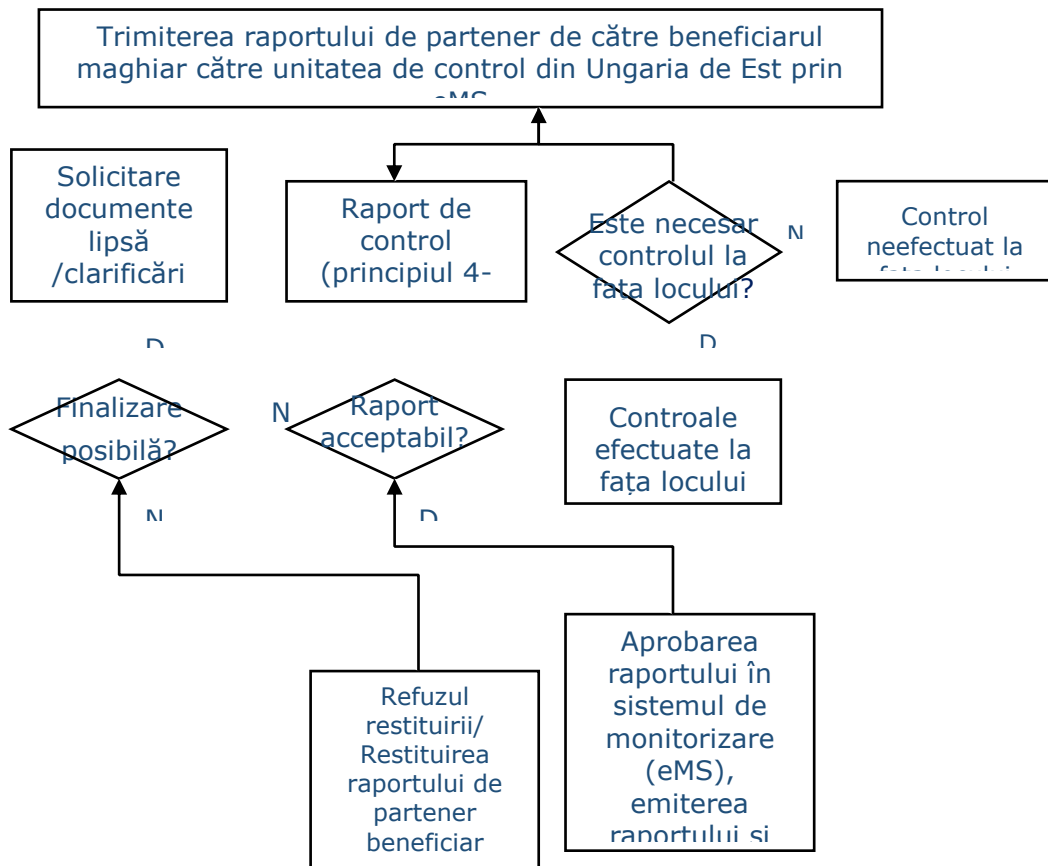 Trimiterea raportului de partener de către beneficiarul
maghiar către unitatea de control din Ungaria de Est prin
eMS
Solicitare
documente
lipsă
/clarificări
Raport de
control
(principiul 4-
Este necesar
controlul la
fața locului?
N
Control
neefectuat la
fața locului
D
D
Finalizare
posibilă?
N
Raport
acceptabil?
Controale
efectuate la
fața locului
N
D
Refuzul
restituirii/
Restituirea
raportului de
partener
beneficiar
Aprobarea
raportului în
sistemul de
monitorizare
(eMS),
emiterea
raportului și